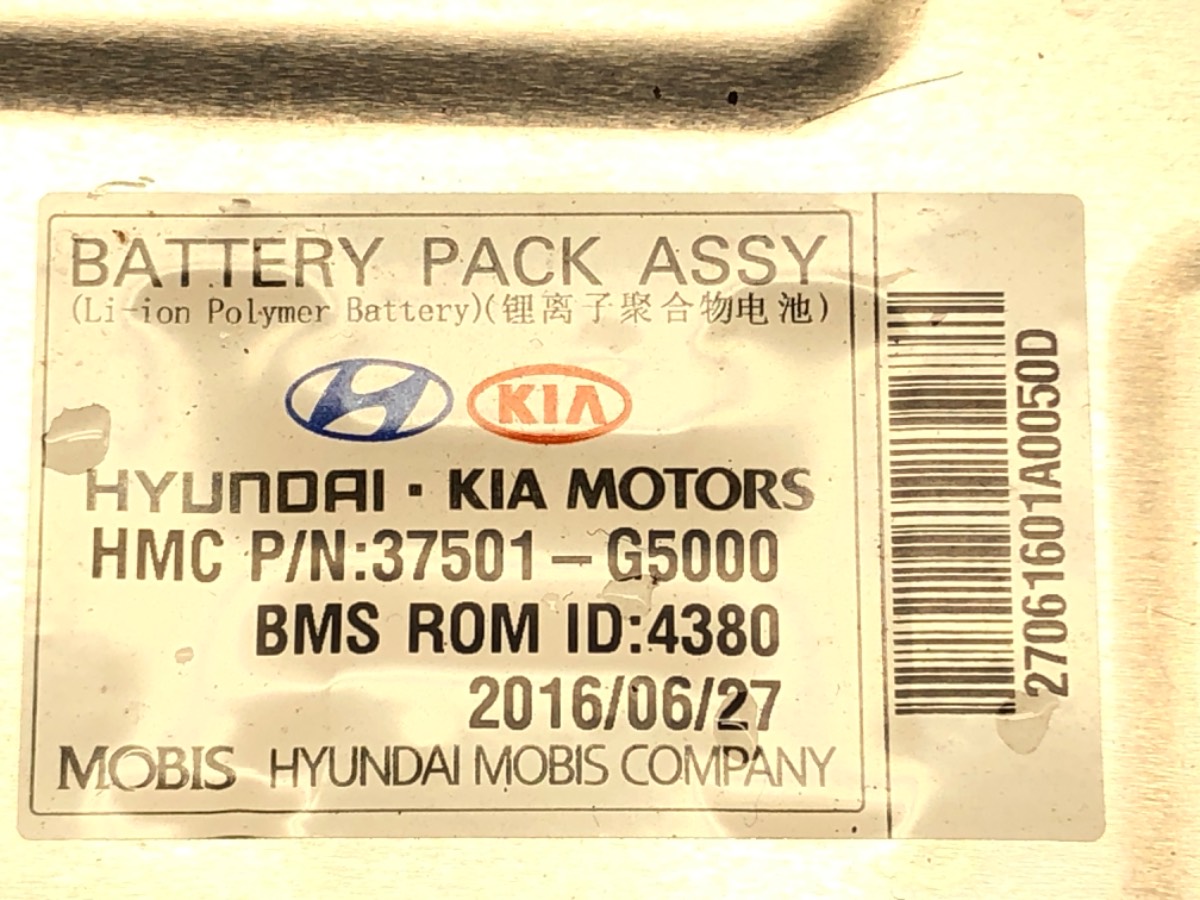 BATTERY PACK ASSY
(Li-ion Polymer Battery)(锂离子聚合物电池)
KIA
HYUNDAI · KIA MOTORS
HMC P/N:37501-G5000
BMS ROM ID:4380
2016/06/27
MOBIS HYUNDAI MOBIS COMPANY
27061601A0050D